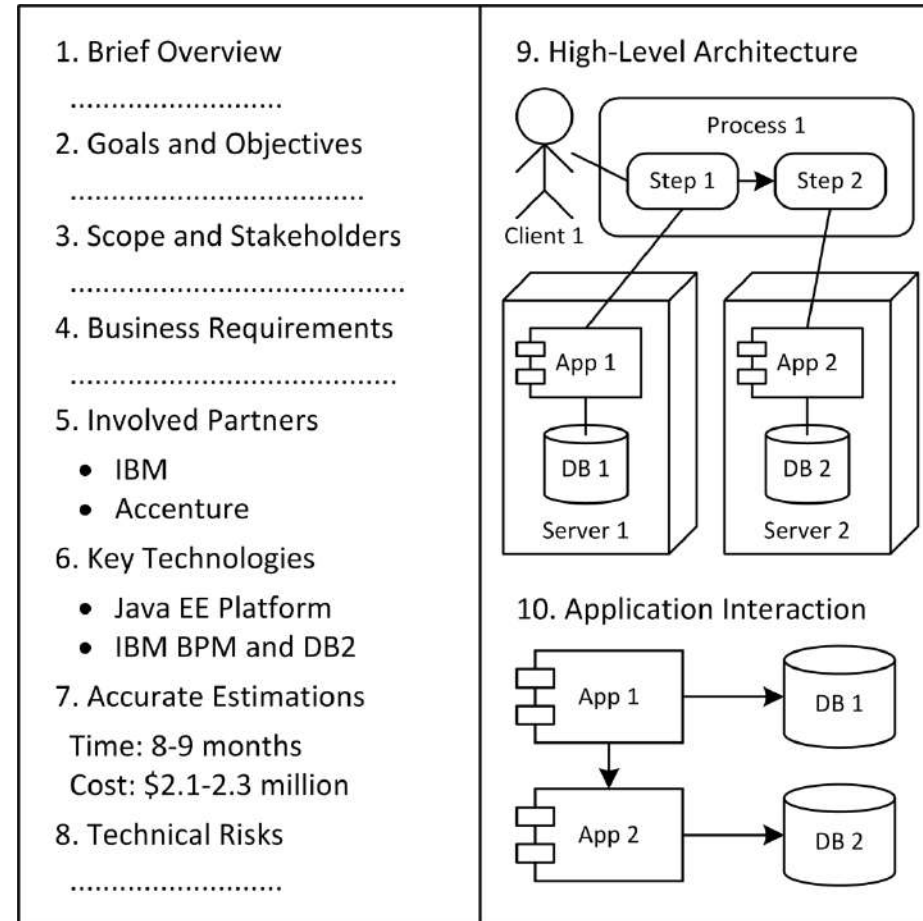 1. Brief Overview
..........................
2. Goals and Objectives
....................................
3. Scope and Stakeholders
.........................................
4. Business Requirements
........................................
5. Involved Partners
• IBM
• Accenture
6. Key Technologies
• Java EE Platform
• IBM BPM and DB2
7. Accurate Estimations
Time: 8-9 months
Cost: $2.1-2.3 million
8. Technical Risks
..........................
9. High-Level Architecture
Process 1
Step 1
Step 2
Client 1
App 1
App 2
DB 1
DB 2
Server 1
Server 2
10. Application Interaction
App 1
DB 1
App 2
DB 2